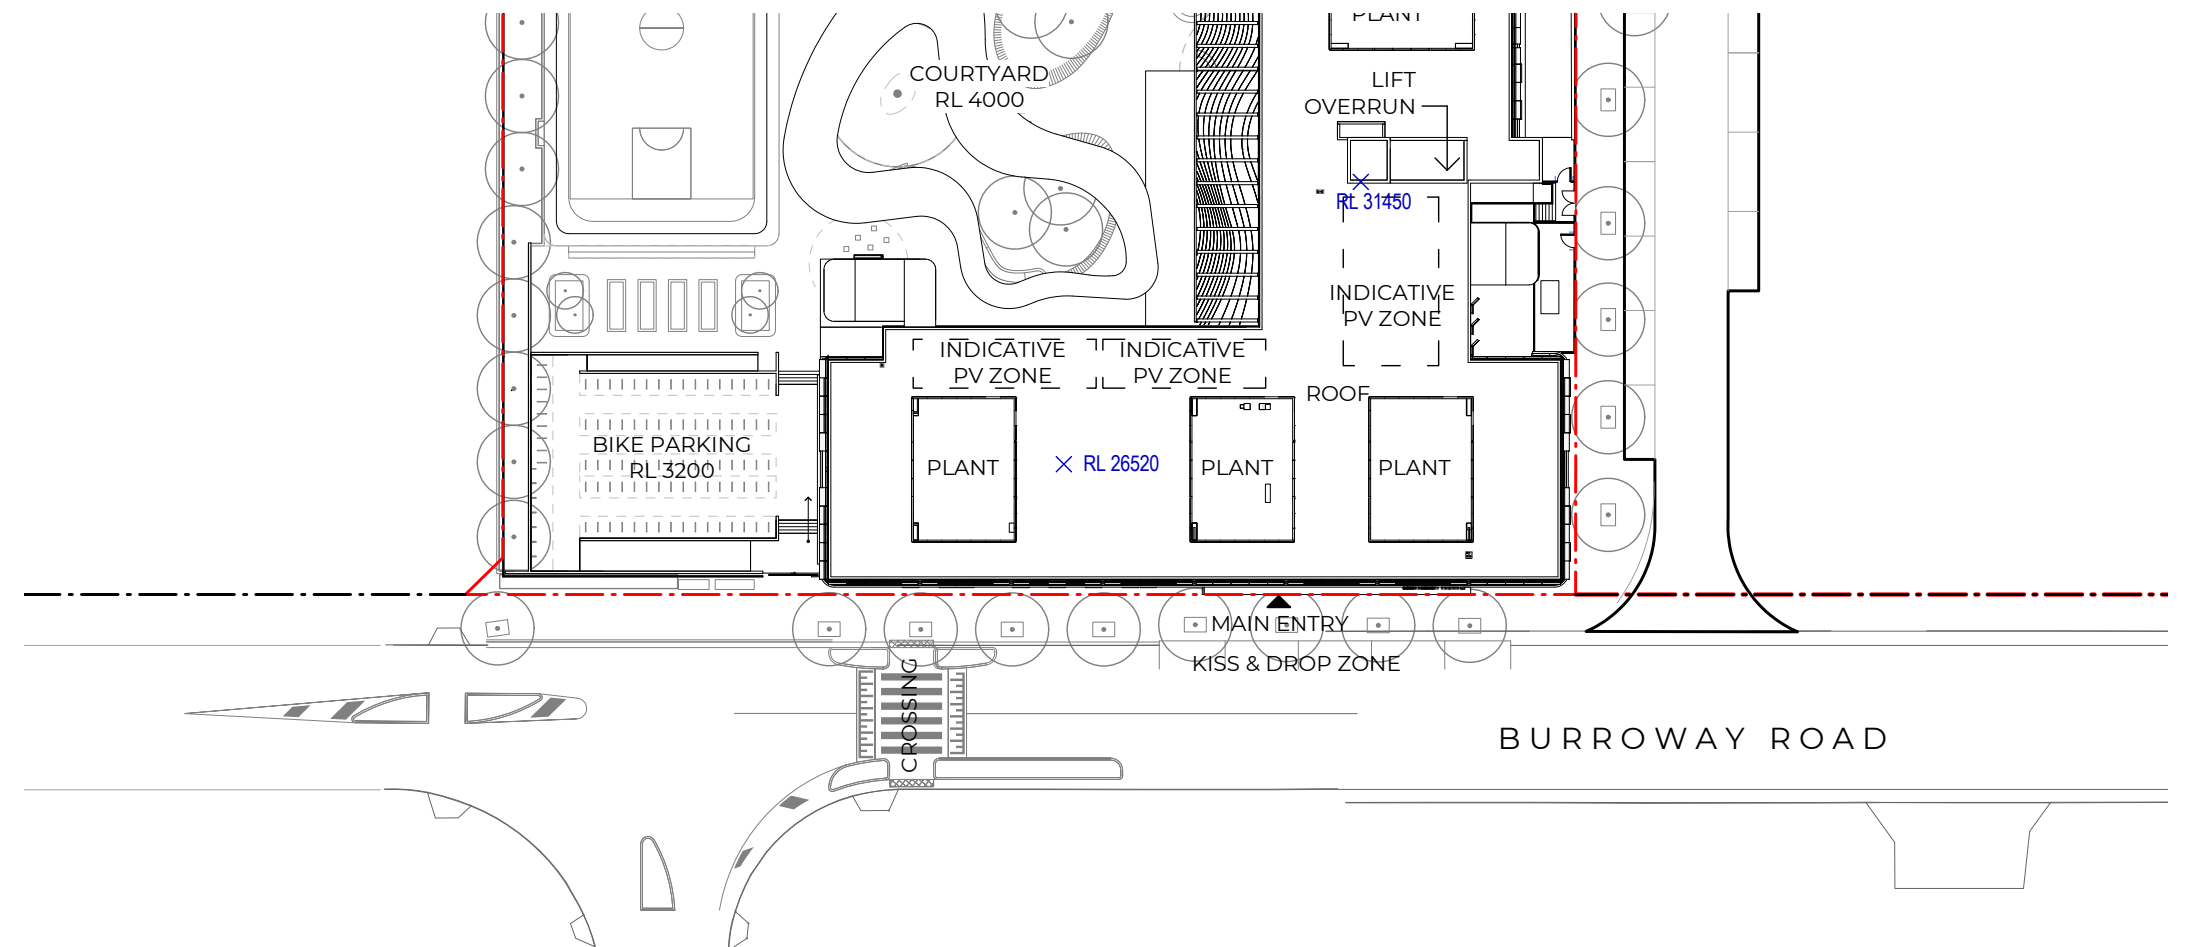 PLANT
COURTYARD
RL 4000
LIFT
OVERRUN
RL 31450
INDICATIVE
PV ZONE
INDICATIVE
PV ZONE
INDICATIVE
PV ZONE
ROOF
BIKE PARKING
RL 3200
PLANT
RL 26520
PLANT
PLANT
MAIN ENTRY
KISS & DROP ZONE
CROSSING
BURROWAY ROAD